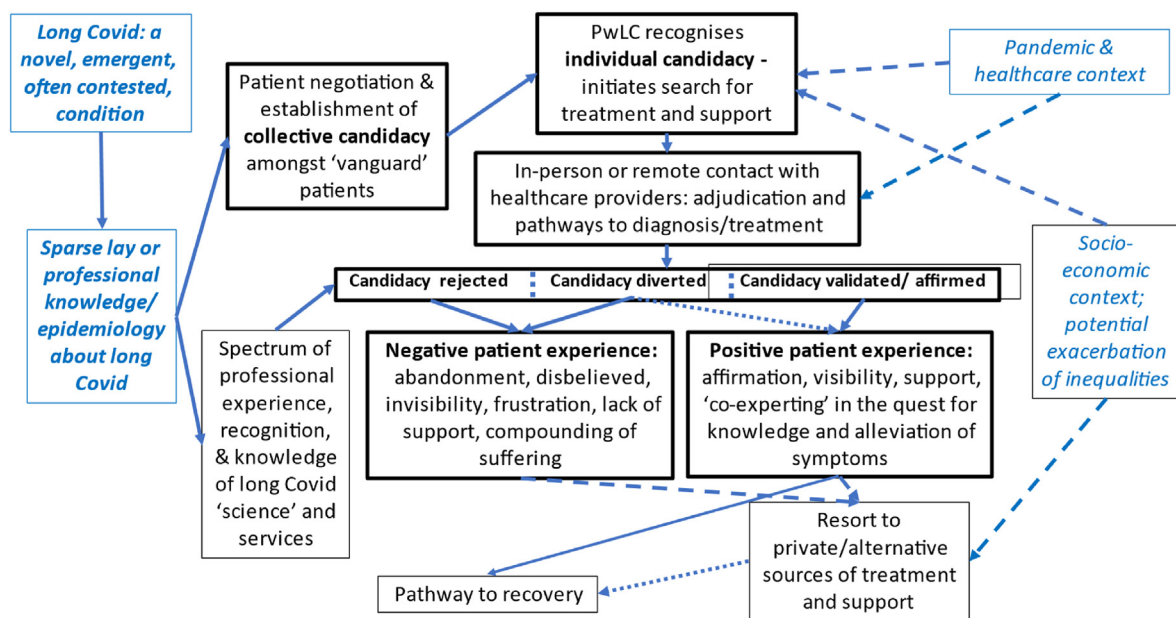 Long Covid: a
novel, emergent,
often contested,
condition
Sparse lay or
professional
knowledge/
epidemiology
about long
Covid
Patient negotiation &
establishment of
collective candidacy
amongst ‘vanguard’
patients
PwLC recognises
individual candidacy -
initiates search for
treatment and support
Pandemic &
healthcare context
In-person or remote contact with
healthcare providers: adjudication and
pathways to diagnosis/treatment
Candidacy rejected
Candidacy diverted
Candidacy validated/ affirmed
Socio-
economic
context;
potential
exacerbation
of inequalities
Spectrum of
professional
experience,
recognition,
& knowledge
of long Covid
‘science’ and
services
Negative patient experience:
abandonment, disbelieved,
invisibility, frustration, lack of
support, compounding of
suffering
Positive patient experience:
affirmation, visibility, support,
‘co-experting’ in the quest for
knowledge and alleviation of
symptoms
Resort to
private/alternative
sources of treatment
and support
Pathway to recovery